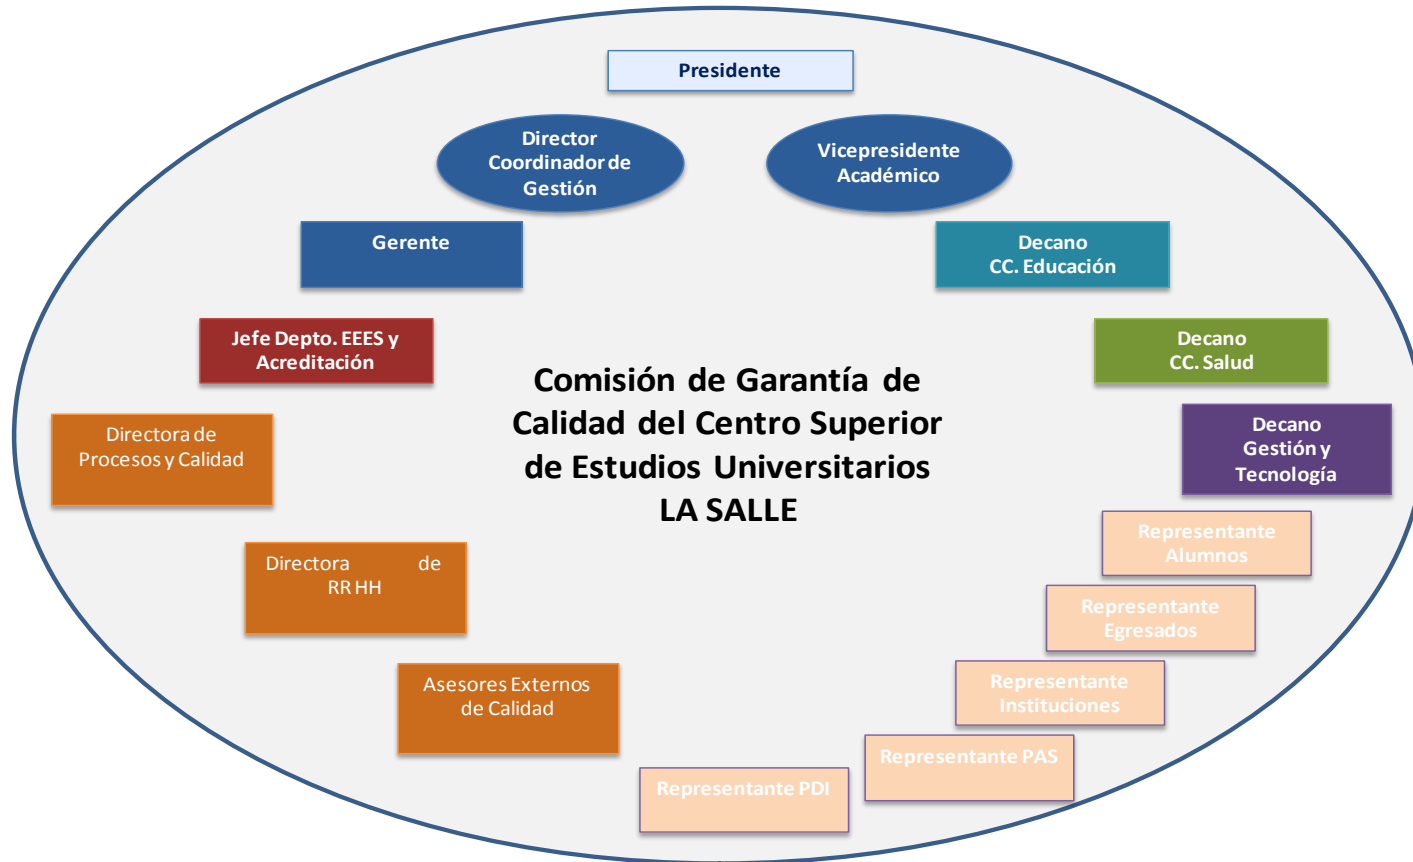 Presidente
Director
Coordinador de
Gestión
Vicepresidente
Académico
Gerente
Decano
CC. Educación
Jefe Depto. EEES y
Acreditación
Decano
CC. Salud
Comisión de Garantía de
Calidad del Centro Superior
de Estudios Universitarios
LA SALLE
Directora de
Procesos y Calidad
Decano
Gestión y
Tecnología
Representante
Alumnos
Directora de
RR HH
Representante
Egresados
Asesores Externos
de Calidad
Representante
Instituciones
Representante PAS
Representante PDI